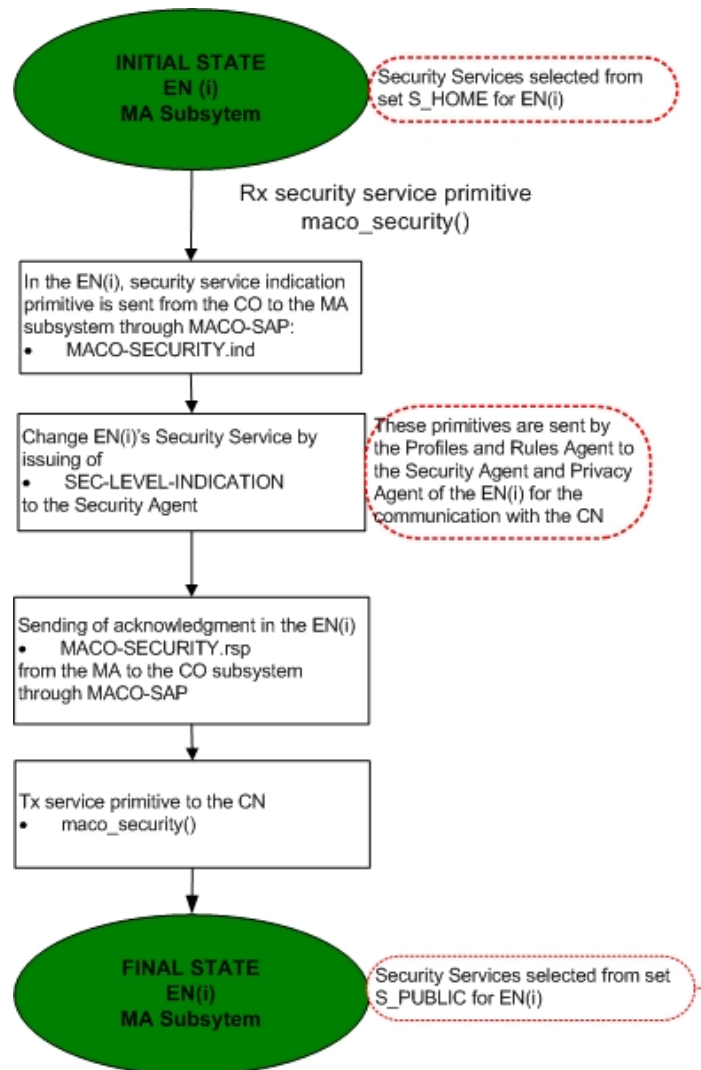 INITIAL STATE
EN (i)
MA Subsytem
Security Services selected from
set S_HOME for EN(i)
Rx security service primitive
maco_security()
In the EN(i), security service indication
primitive is sent from the CO to the MA
subsystem through MACO-SAP:
• MACO-SECURITY.ind
Change EN(i)'s Security Service by
issuing of
• SEC-LEVEL-INDICATION
to the Security Agent
These primitives are sent by
the Profiles and Rules Agent to
the Security Agent and Privacy
Agent of the EN(i) for the
communication with the CN
Sending of acknowledgment in the EN(i)
• MACO-SECURITY.rsp
from the MA to the CO subsystem
through MACO-SAP
Tx service primitive to the CN
• maco_security()
FINAL STATE
EN(i)
MA Subsytem
Security Services selected from set
S_PUBLIC for EN(i)